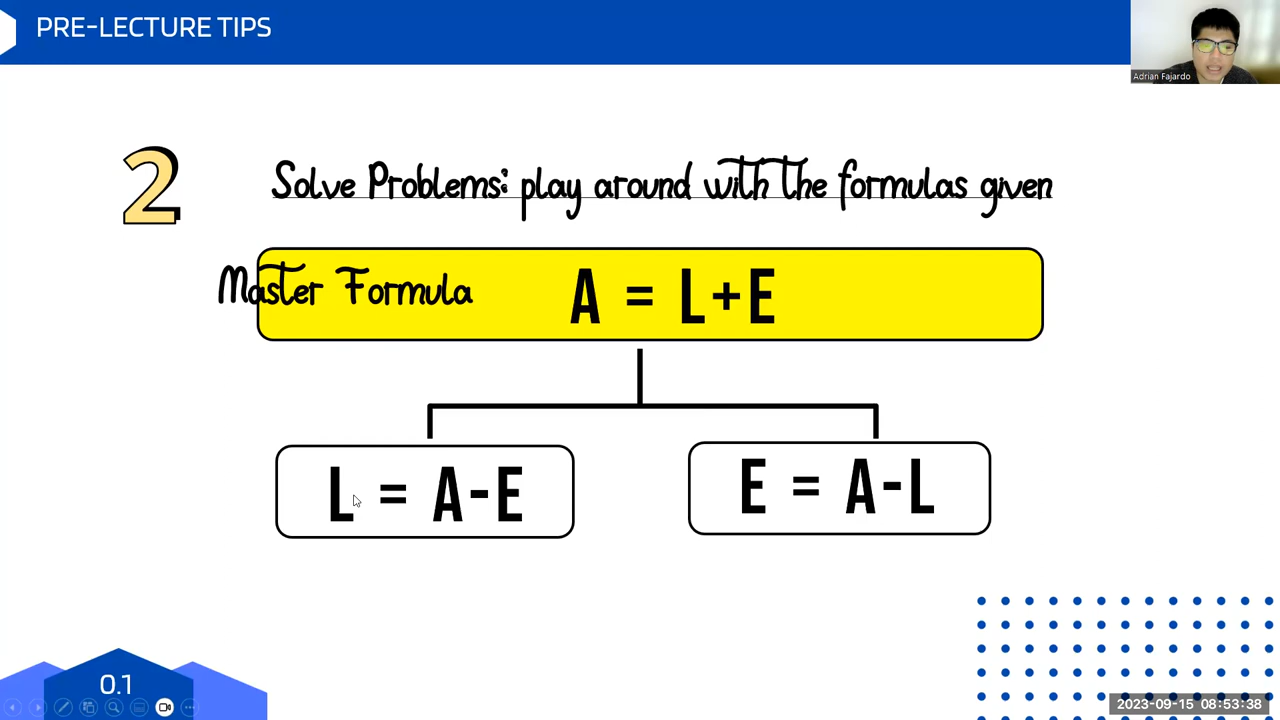 PRE-LECTURE TIPS
Adrian Fajardo
2
Solve Problems: play around with the formulas given
Master Formula
A = L+E
L = A-E
E = A-L
0.1
2023-09-15 08:53:38